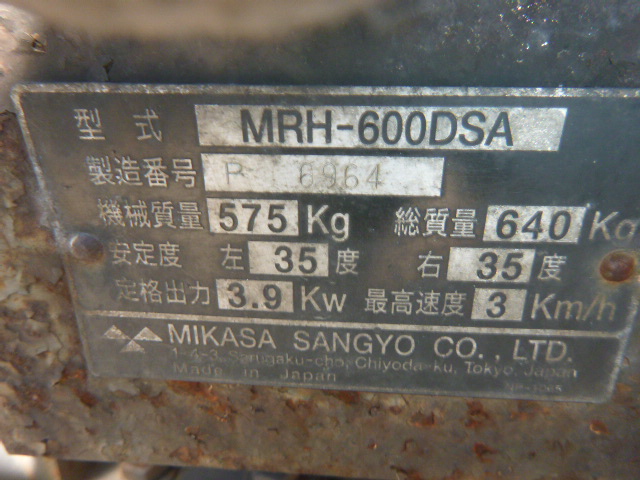 型式 MRH-600DSA
製造番号 P 6964
機械質量 575 Kg 総質量 640 Kg
安定度 左 35 度 右 35 度
定格出力 3.9 Kw 最高速度 3 Km/h
MIKASA SANGYO CO., LTD.
1-4-3, Sarugaku-cho, Chiyoda-ku, Tokyo, Japan
Made in Japan